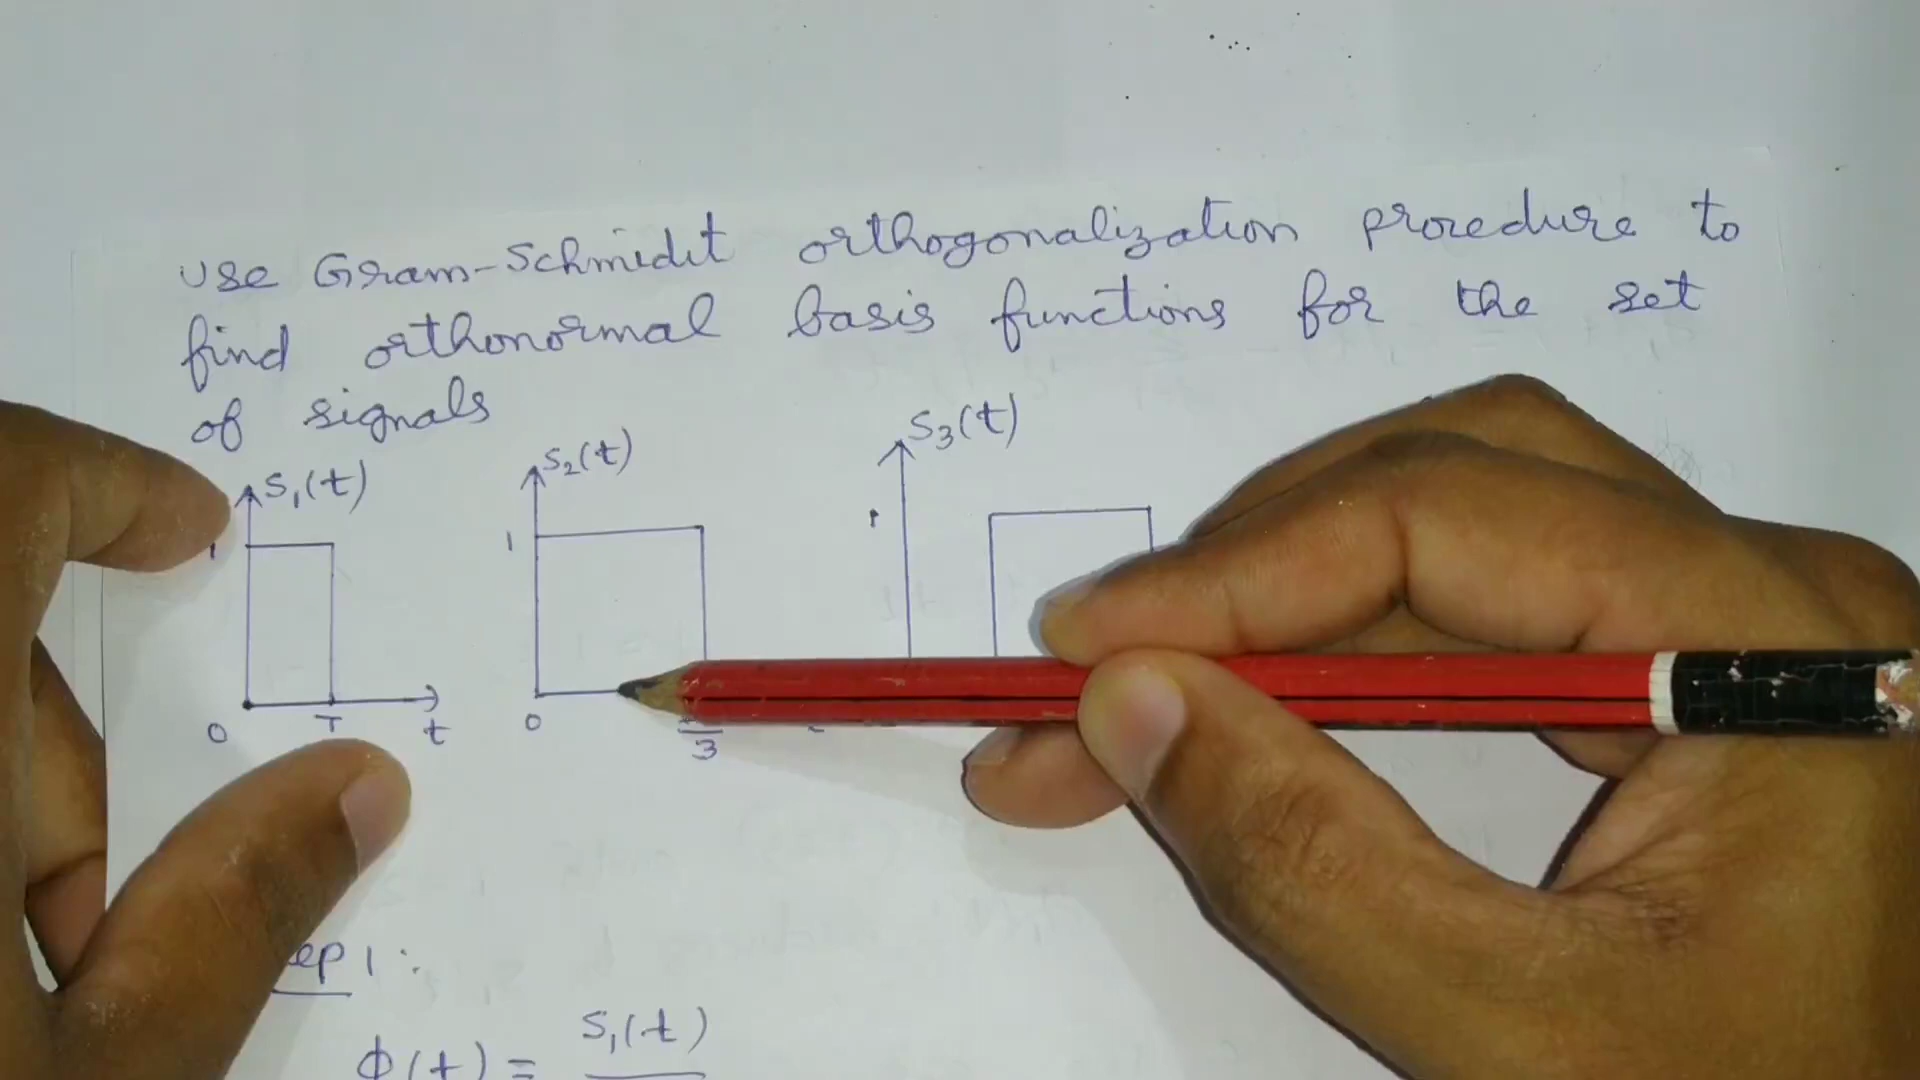 use Gram-Schmidt orthogonalization procedure to
find orthonormal basis functions for the set
of signals
S₁(t) S₂(t) S₃(t)
1 1
0 T t 0 3
ep 1 :
S₁(t)
ϕ(t) =